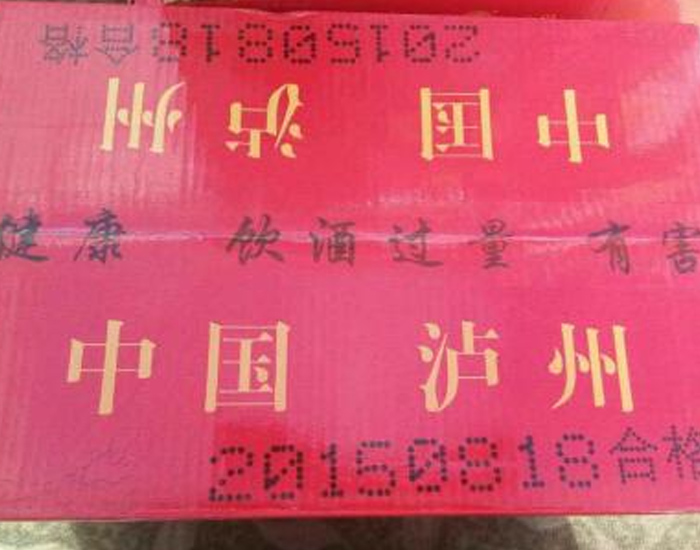 20150818合格
中国 泸州
健康 饮酒过量 有害
中国 泸州
20150818合格